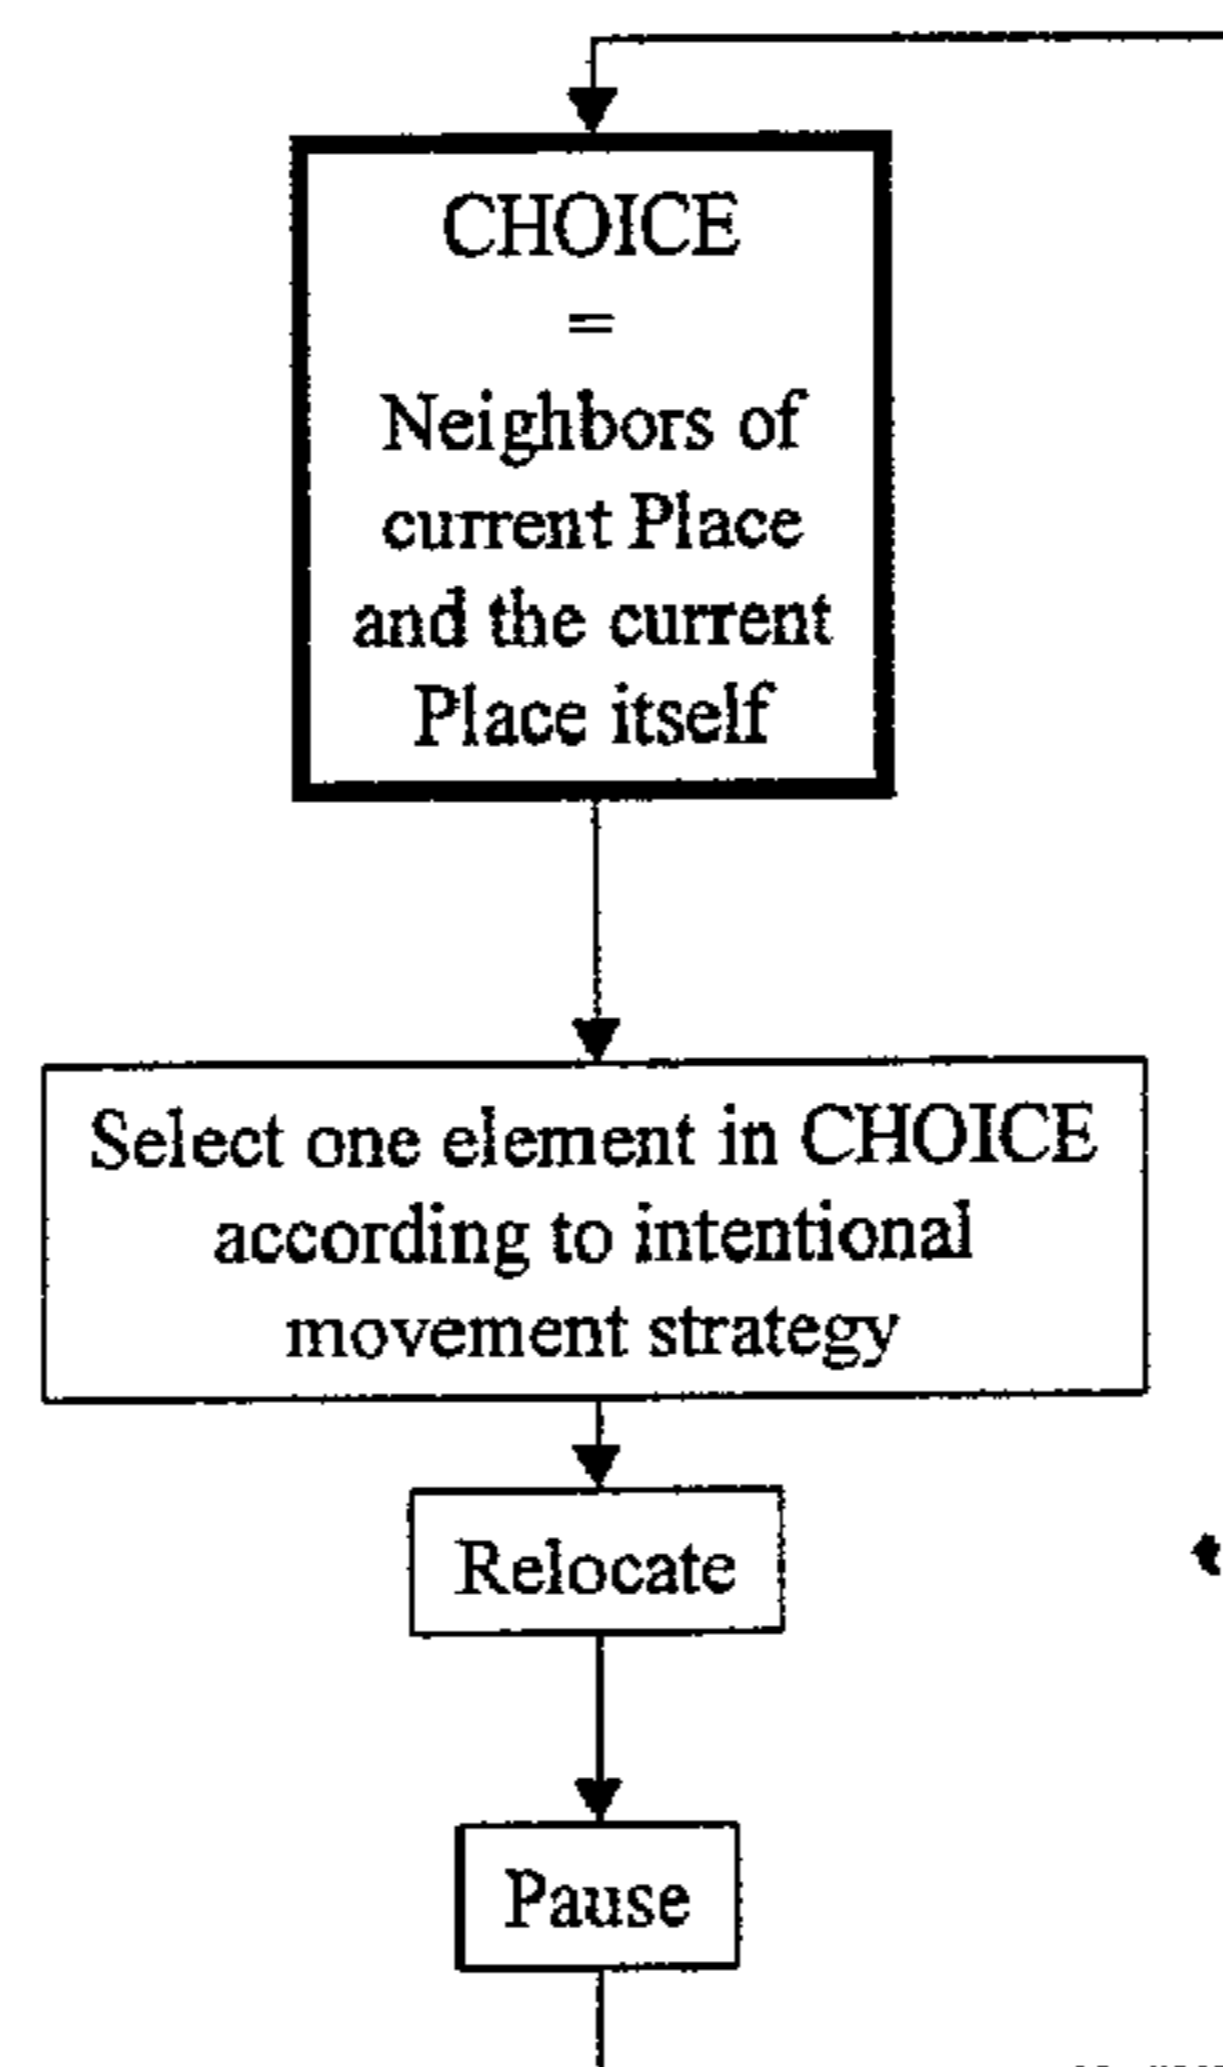 CHOICE
=
Neighbors of
current Place
and the current
Place itself
Select one element in CHOICE
according to intentional
movement strategy
Relocate
Pause